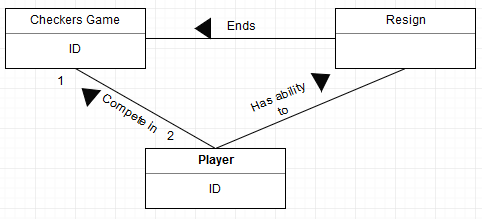 Checkers Game
ID
Ends
Resign
1
Compete in
2
Has ability
to
Player
ID